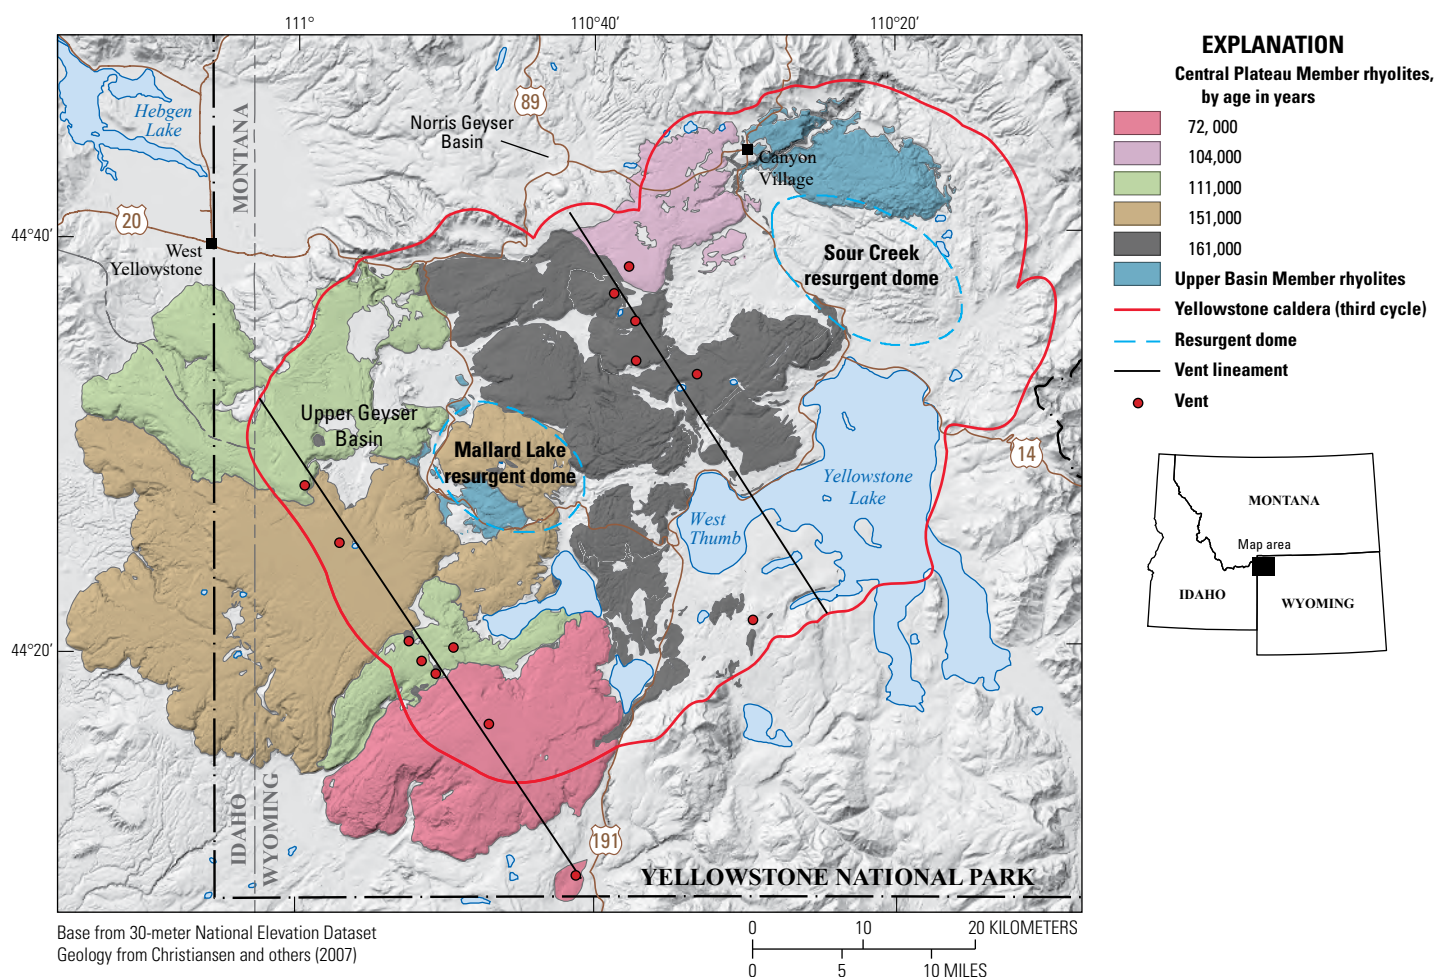 111°
110°40′
110°20′
44°40′
44°20′
Hebgen
Lake
MONTANA
89
Norris Geyser
Basin
Canyon
Village
20
West
Yellowstone
Sour Creek
resurgent dome
Upper Geyser
Basin
Mallard Lake
resurgent dome
14
Yellowstone
Lake
West
Thumb
IDAHO
WYOMING
191
YELLOWSTONE NATIONAL PARK
Base from 30-meter National Elevation Dataset
Geology from Christiansen and others (2007)
0 10 20 KILOMETERS
0 5 10 MILES
EXPLANATION
Central Plateau Member rhyolites,
by age in years
72, 000
104,000
111,000
151,000
161,000
Upper Basin Member rhyolites
Yellowstone caldera (third cycle)
Resurgent dome
Vent lineament
Vent
MONTANA
Map area
IDAHO
WYOMING